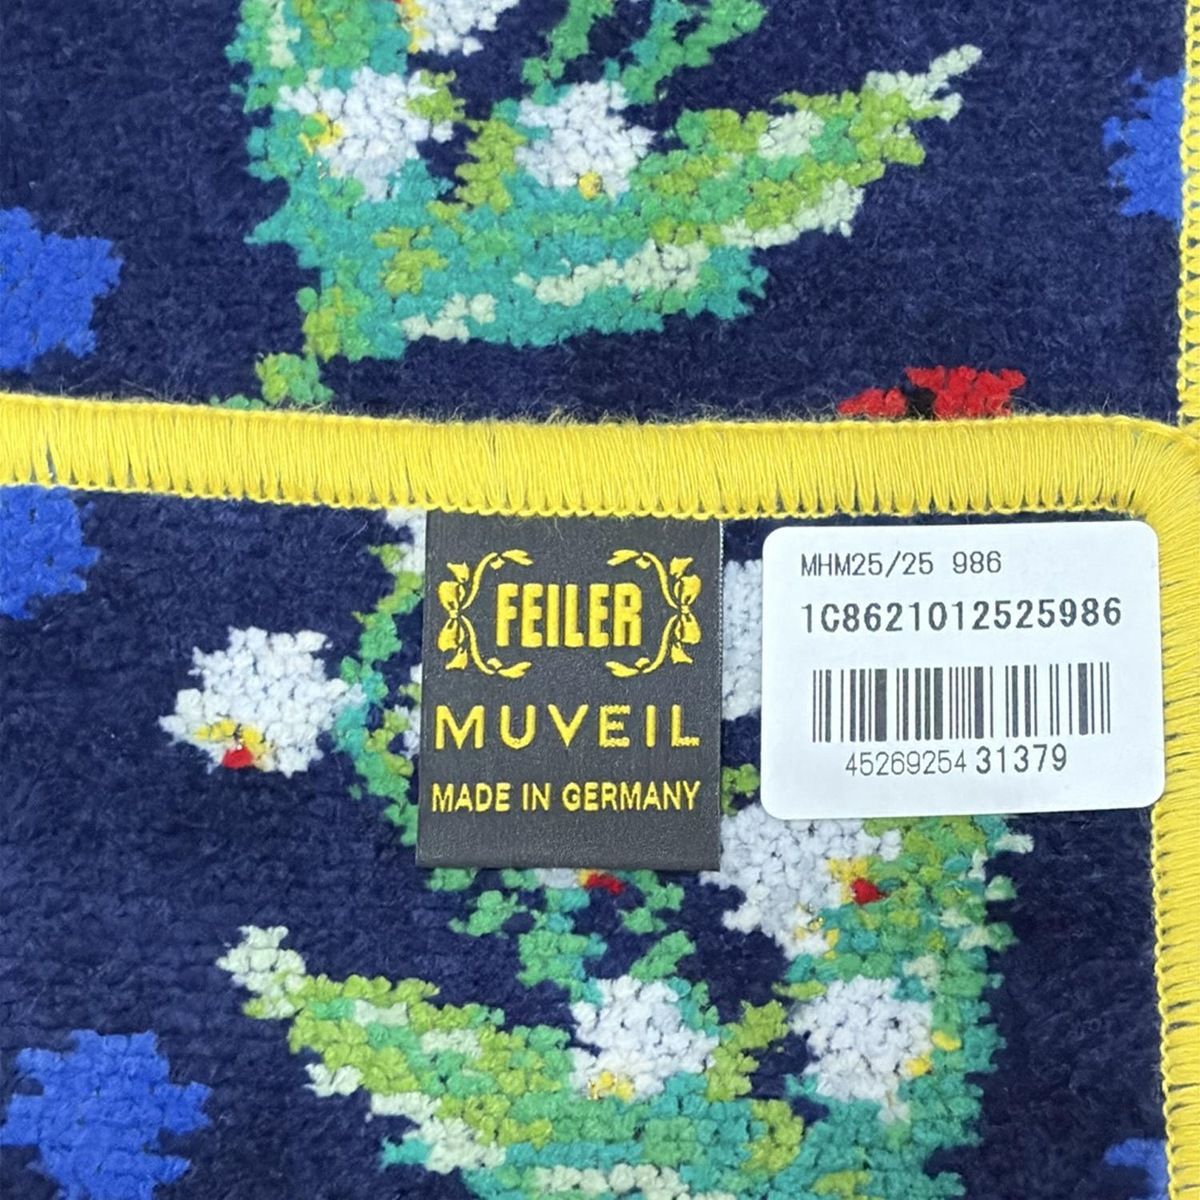 FEILER
MUVEIL
MADE IN GERMANY
MHM25/25 986
1C8621012525986
4526925431379